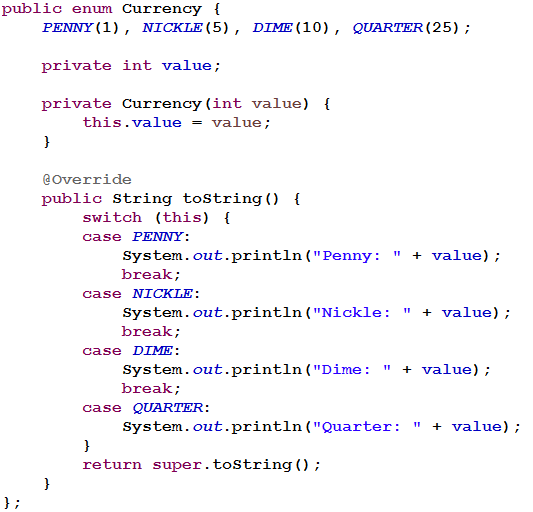 public enum Currency {
    PENNY(1), NICKLE(5), DIME(10), QUARTER(25);

    private int value;

    private Currency(int value) {
        this.value = value;
    }

    @Override
    public String toString() {
        switch (this) {
        case PENNY:
            System.out.println("Penny: " + value);
            break;
        case NICKLE:
            System.out.println("Nickle: " + value);
            break;
        case DIME:
            System.out.println("Dime: " + value);
            break;
        case QUARTER:
            System.out.println("Quarter: " + value);
        }
        return super.toString();
    }
};